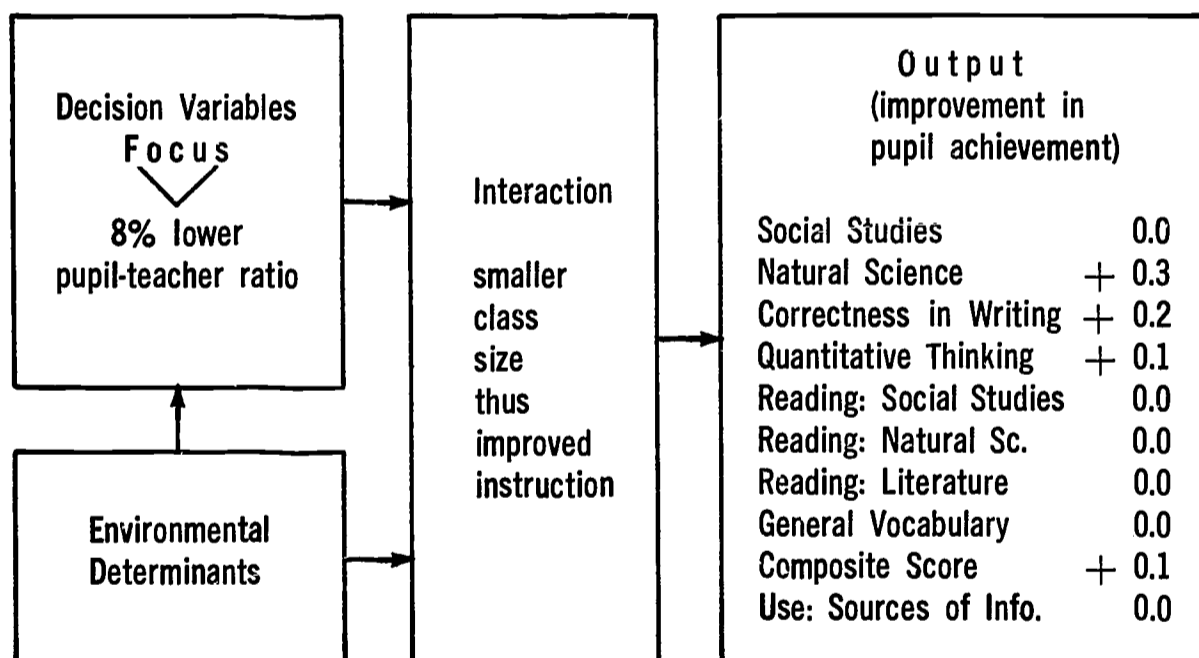 Decision Variables
Focus
8% lower
pupil-teacher ratio
Environmental
Determinants
Interaction
smaller
class
size
thus
improved
instruction
Output
(improvement in
pupil achievement)
Social Studies 0.0
Natural Science + 0.3
Correctness in Writing + 0.2
Quantitative Thinking + 0.1
Reading: Social Studies 0.0
Reading: Natural Sc. 0.0
Reading: Literature 0.0
General Vocabulary 0.0
Composite Score + 0.1
Use: Sources of Info. 0.0